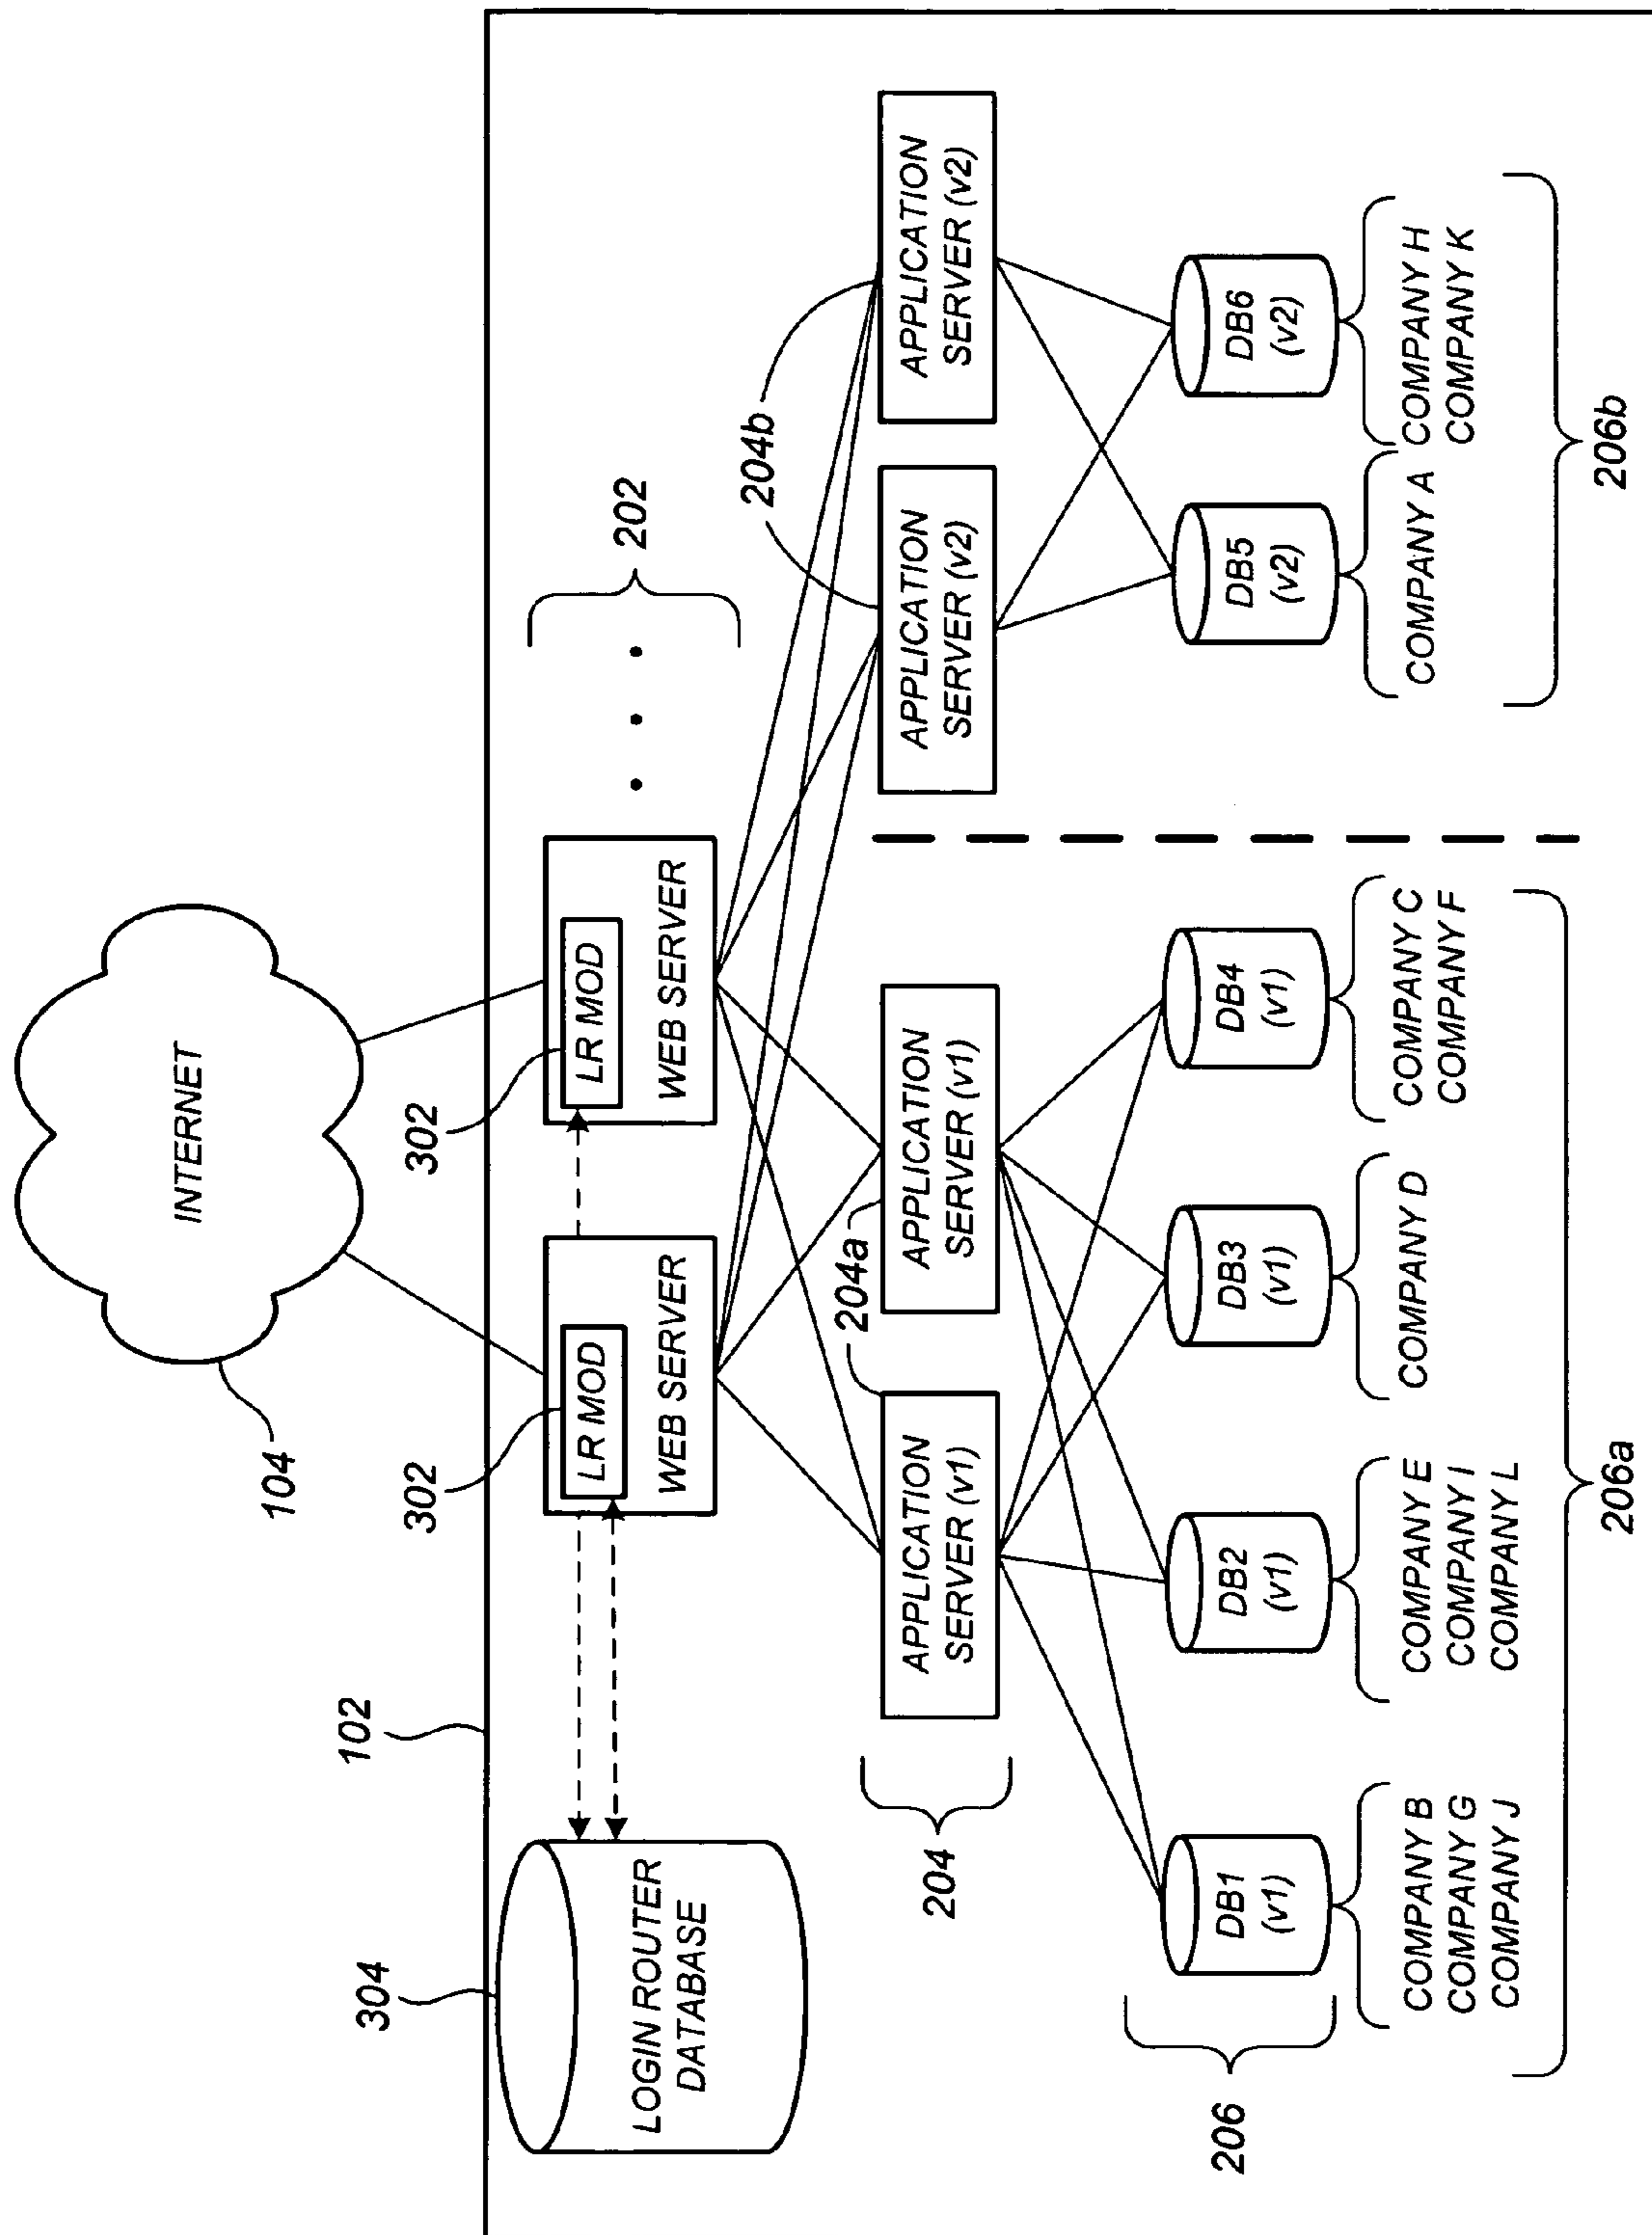 INTERNET
104
102
304
302
302
LOGIN ROUTER
DATABASE
LR MOD
WEB SERVER
LR MOD
WEB SERVER
202
204
204a
204b
APPLICATION
SERVER (v1)
APPLICATION
SERVER (v1)
APPLICATION
SERVER (v2)
APPLICATION
SERVER (v2)
206
DB1
(v1)
DB2
(v1)
DB3
(v1)
DB4
(v1)
DB5
(v2)
DB6
(v2)
COMPANY B
COMPANY G
COMPANY J
COMPANY E
COMPANY I
COMPANY L
COMPANY D
COMPANY C
COMPANY F
COMPANY A
COMPANY H
COMPANY K
206a
206b